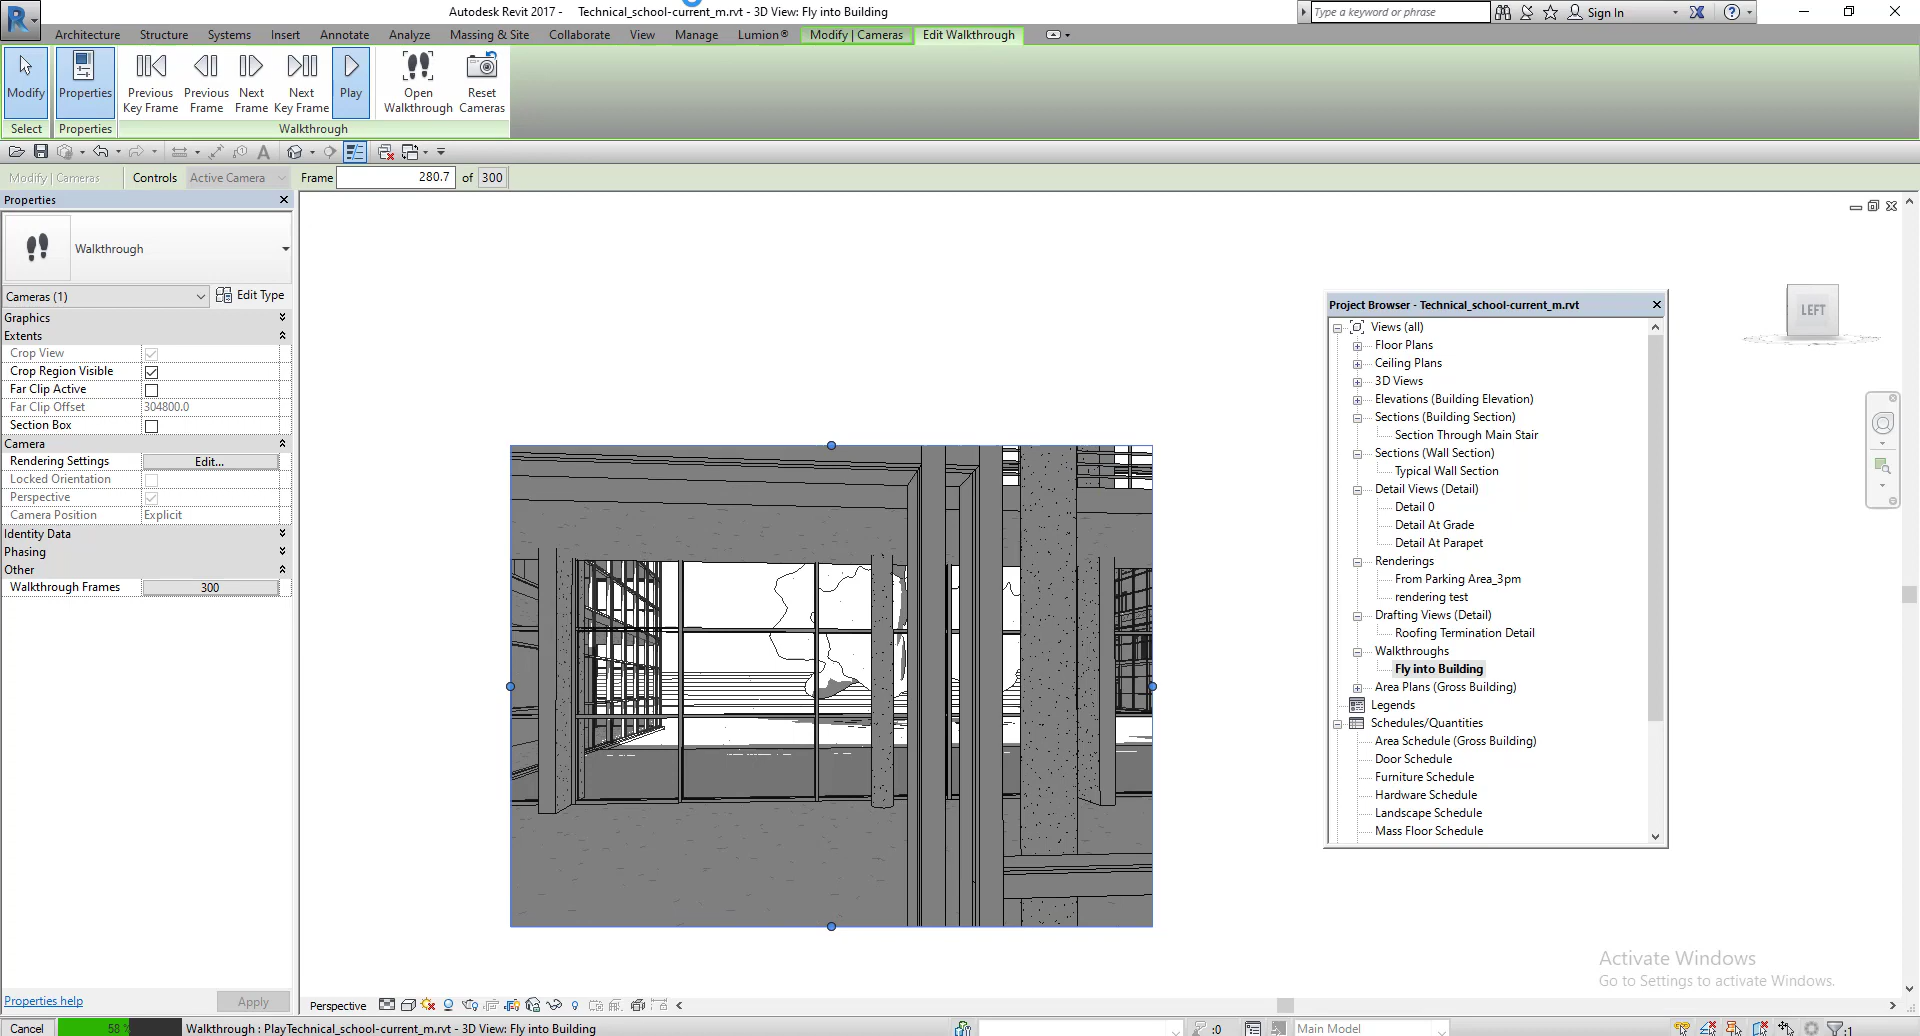 Autodesk Revit 2017 - Technical_school-current_m.rvt - 3D View: Fly into Building
Type a keyword or phrase
Sign In
Architecture Structure Systems Insert Annotate Analyze Massing & Site Collaborate View Manage Lumion® Modify | Cameras Edit Walkthrough
Modify
Properties
Previous Key Frame
Previous Frame
Next Frame
Next Key Frame
Play
Open Walkthrough
Reset Cameras
Select Properties Walkthrough
Modify | Cameras Controls Active Camera Frame 280.7 of 300
Properties
Walkthrough
Cameras (1) Edit Type
Graphics
Extents
Crop View
Crop Region Visible
Far Clip Active
Far Clip Offset 304800.0
Section Box
Camera
Rendering Settings Edit...
Locked Orientation
Perspective
Camera Position Explicit
Identity Data
Phasing
Other
Walkthrough Frames 300
Properties help Apply
LEFT
Project Browser - Technical_school-current_m.rvt
Views (all)
Floor Plans
Ceiling Plans
3D Views
Elevations (Building Elevation)
Sections (Building Section)
Section Through Main Stair
Sections (Wall Section)
Typical Wall Section
Detail Views (Detail)
Detail 0
Detail At Grade
Detail At Parapet
Renderings
From Parking Area_3pm
rendering test
Drafting Views (Detail)
Roofing Termination Detail
Walkthroughs
Fly into Building
Area Plans (Gross Building)
Legends
Schedules/Quantities
Area Schedule (Gross Building)
Door Schedule
Furniture Schedule
Hardware Schedule
Landscape Schedule
Mass Floor Schedule
Activate Windows
Go to Settings to activate Windows.
Perspective
Cancel 58 % Walkthrough : PlayTechnical_school-current_m.rvt - 3D View: Fly into Building :0 Main Model :1